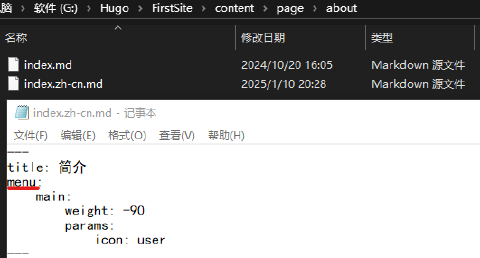 脑 › 软件 (G:) › Hugo › FirstSite › content › page › about
名称 修改日期 类型
index.md 2024/10/20 16:05 Markdown 源文件
index.zh-cn.md 2025/1/10 20:28 Markdown 源文件
index.zh-cn.md - 记事本
文件(F) 编辑(E) 格式(O) 查看(V) 帮助(H)
---
title: 简介
menu:
    main:
        weight: -90
        params:
            icon: user
---